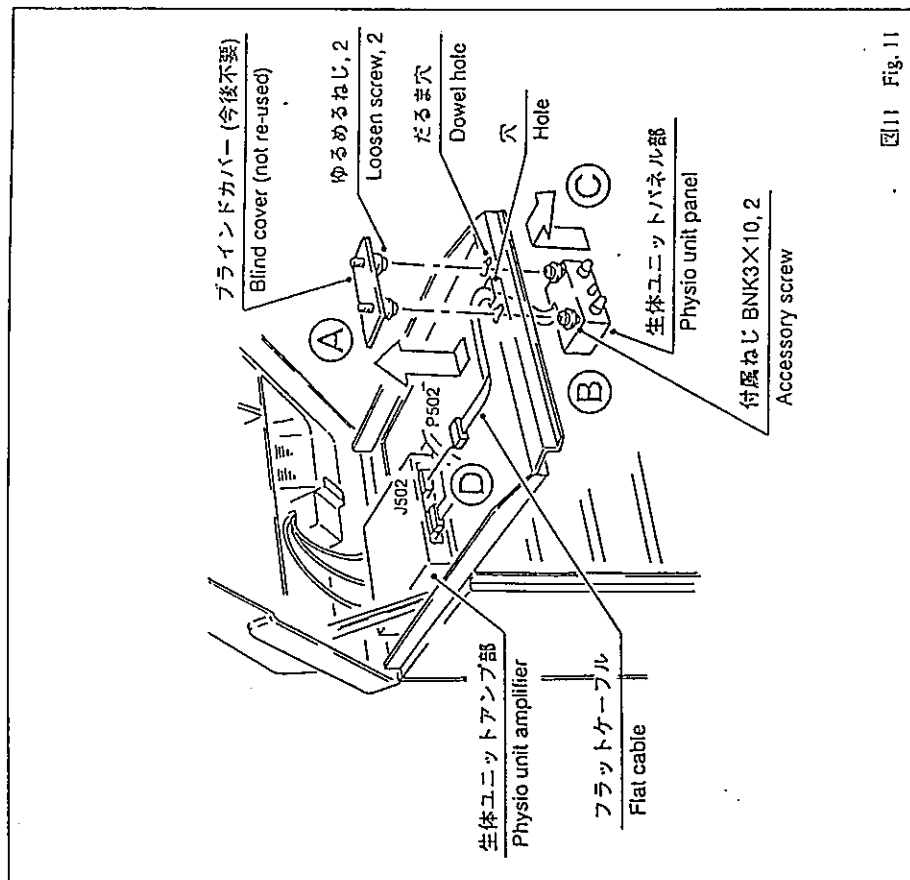 ブラインドカバー (今後不要)
Blind cover (not re-used)
ゆるめるねじ, 2
Loosen screw, 2
だるま穴
Dowel hole
穴
Hole
生体ユニットパネル部
Physio unit panel
付属ねじ BNK3×10, 2
Accessory screw
A
B
C
D
J502
P502
生体ユニットアンプ部
Physio unit amplifier
フラットケーブル
Flat cable
図11 Fig. 11